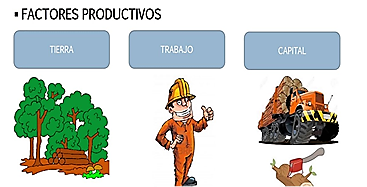 ▪ FACTORES PRODUCTIVOS
TIERRA
TRABAJO
CAPITAL